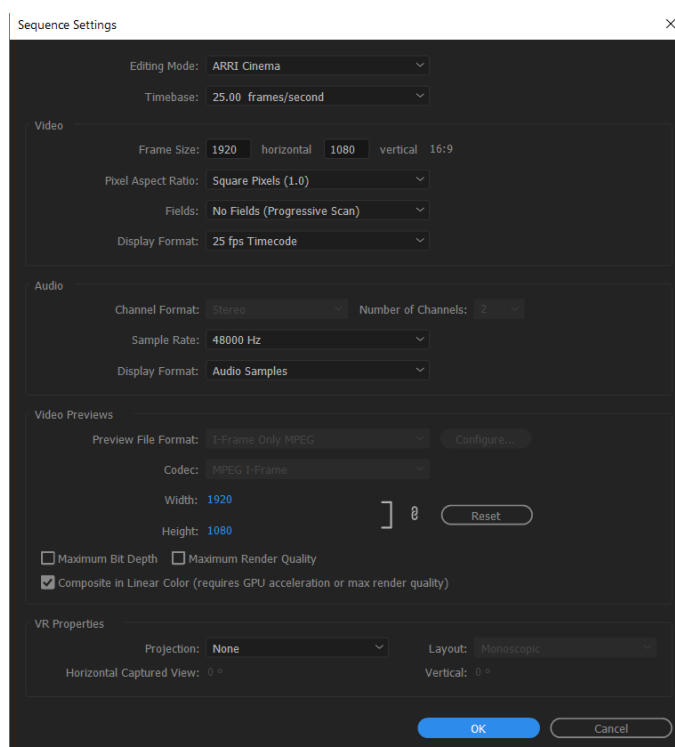 Sequence Settings
Editing Mode: ARRI Cinema
Timebase: 25.00 frames/second
Video
Frame Size: 1920 horizontal 1080 vertical 16:9
Pixel Aspect Ratio: Square Pixels (1.0)
Fields: No Fields (Progressive Scan)
Display Format: 25 fps Timecode
Audio
Channel Format: Stereo Number of Channels: 2
Sample Rate: 48000 Hz
Display Format: Audio Samples
Video Previews
Preview File Format: I-Frame Only MPEG Configure...
Codec: MPEG I-Frame
Width: 1920
Height: 1080
Reset
Maximum Bit Depth Maximum Render Quality
Composite in Linear Color (requires GPU acceleration or max render quality)
VR Properties
Projection: None Layout: Monoscopic
Horizontal Captured View: 0 ° Vertical: 0 °
OK Cancel